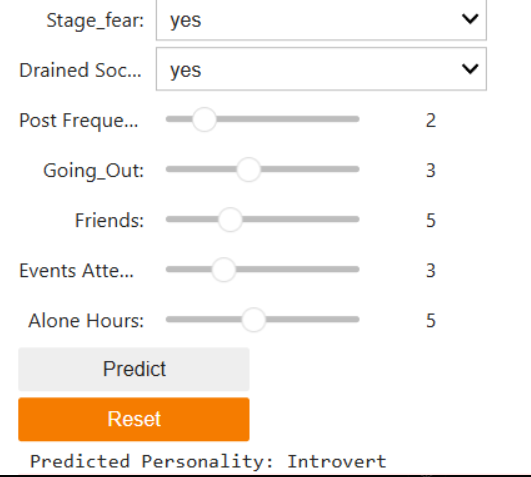 Stage_fear: yes
Drained Soc... yes
Post Freque... 2
Going_Out: 3
Friends: 5
Events Atte... 3
Alone Hours: 5
Predict
Reset
Predicted Personality: Introvert